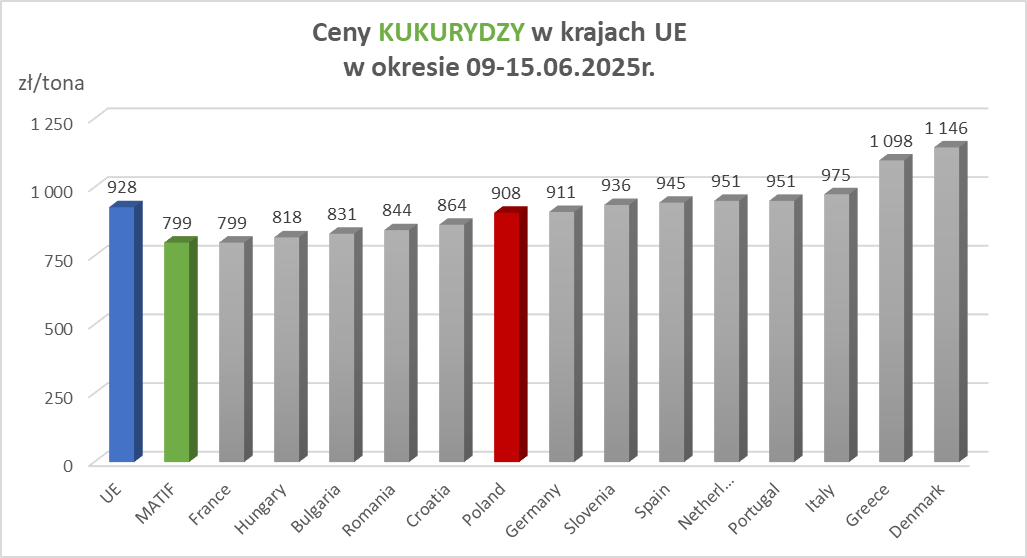 Ceny KUKURYDZY w krajach UE
w okresie 09-15.06.2025r.
zł/tona
1 250
1 000
750
500
250
0
928
799
799
818
831
844
864
908
911
936
945
951
951
975
1 098
1 146
UE
MATIF
France
Hungary
Bulgaria
Romania
Croatia
Poland
Germany
Slovenia
Spain
Netherl...
Portugal
Italy
Greece
Denmark